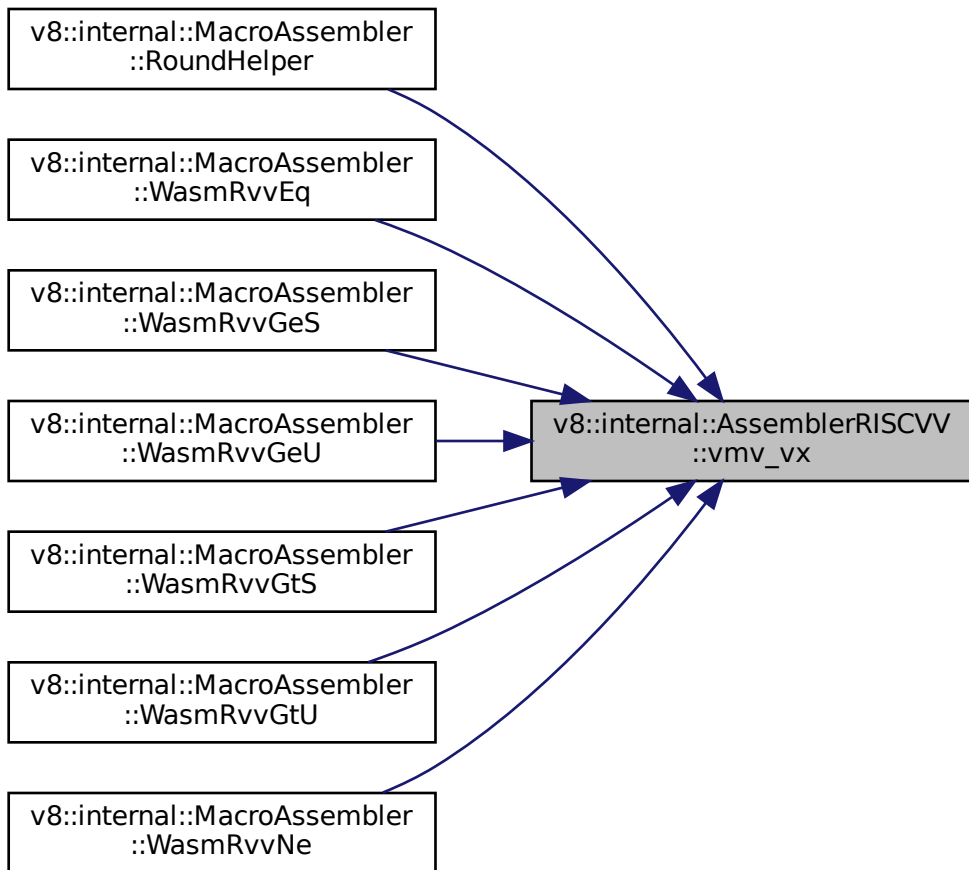 v8::internal::MacroAssembler
::RoundHelper
v8::internal::MacroAssembler
::WasmRvvEq
v8::internal::MacroAssembler
::WasmRvvGeS
v8::internal::MacroAssembler
::WasmRvvGeU
v8::internal::AssemblerRISCVV
::vmv_vx
v8::internal::MacroAssembler
::WasmRvvGtS
v8::internal::MacroAssembler
::WasmRvvGtU
v8::internal::MacroAssembler
::WasmRvvNe